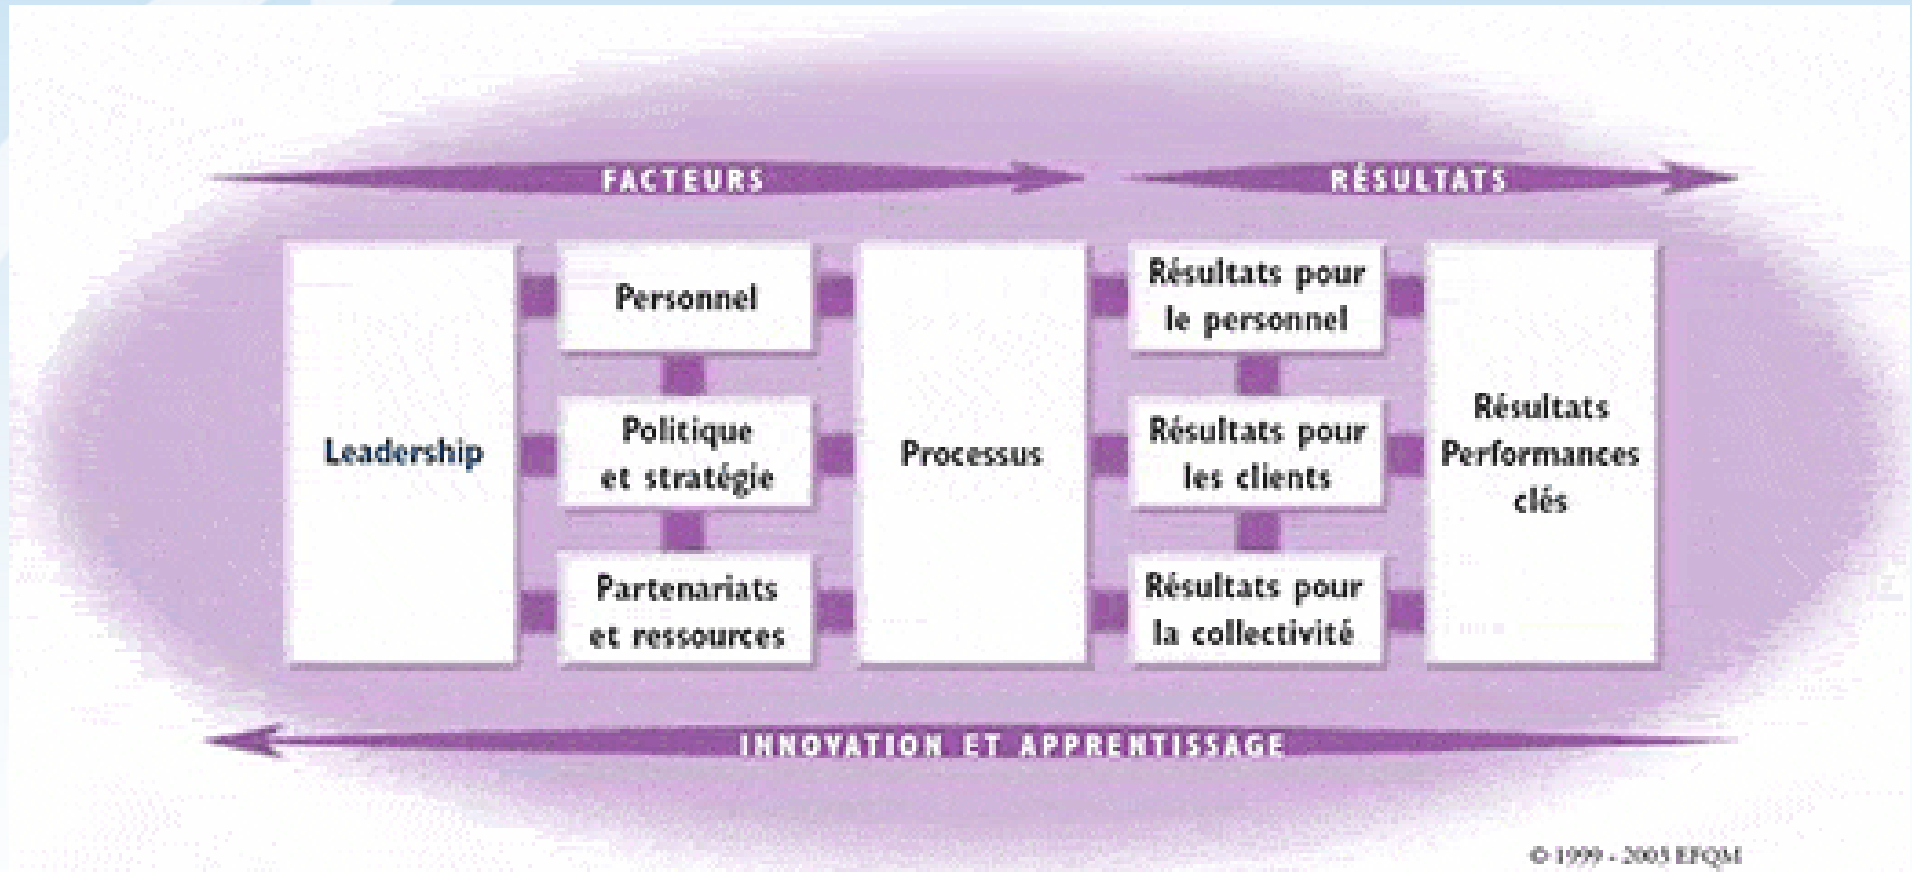 FACTEURS
RÉSULTATS
Leadership
Personnel
Politique
et stratégie
Partenariats
et ressources
Processus
Résultats pour
le personnel
Résultats pour
les clients
Résultats pour
la collectivité
Résultats
Performances
clés
INNOVATION ET APPRENTISSAGE
© 1999 - 2003 EFQM